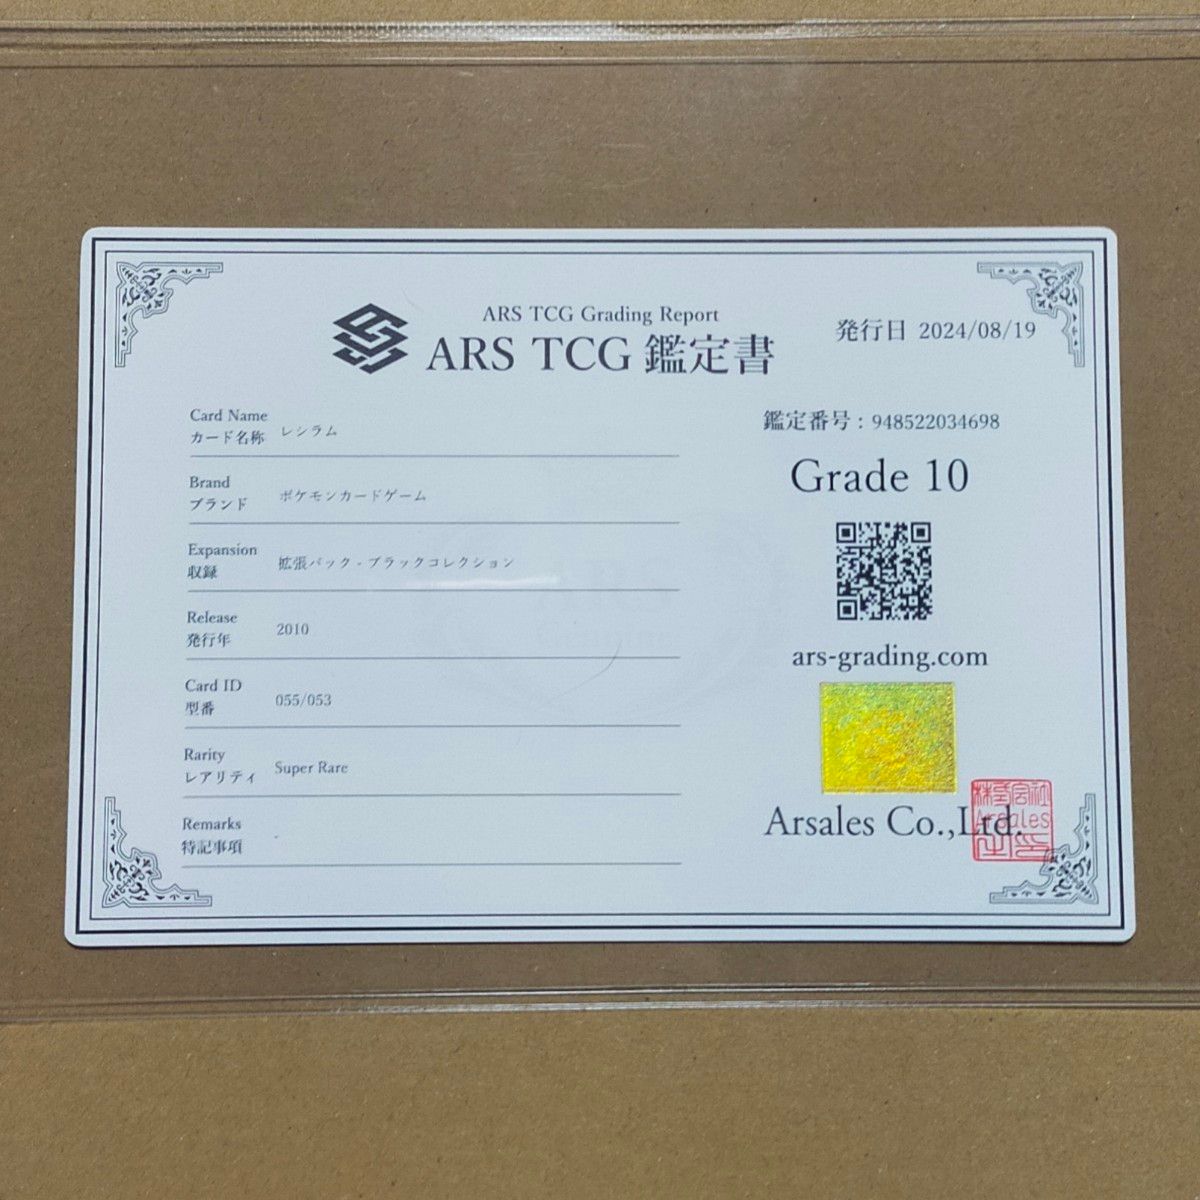 ARS TCG Grading Report
ARS TCG 鑑定書
発行日 2024/08/19
Card Name
カード名称 レシラム
Brand
ブランド ポケモンカードゲーム
Expansion
収録 拡張パック - ブラックコレクション
Release
発行年 2010
Card ID
型番 055/053
Rarity
レアリティ Super Rare
Remarks
特記事項 -
鑑定番号 : 948522034698
Grade 10
ars-grading.com
Arsales Co.,Ltd.
株式会社
Arsales